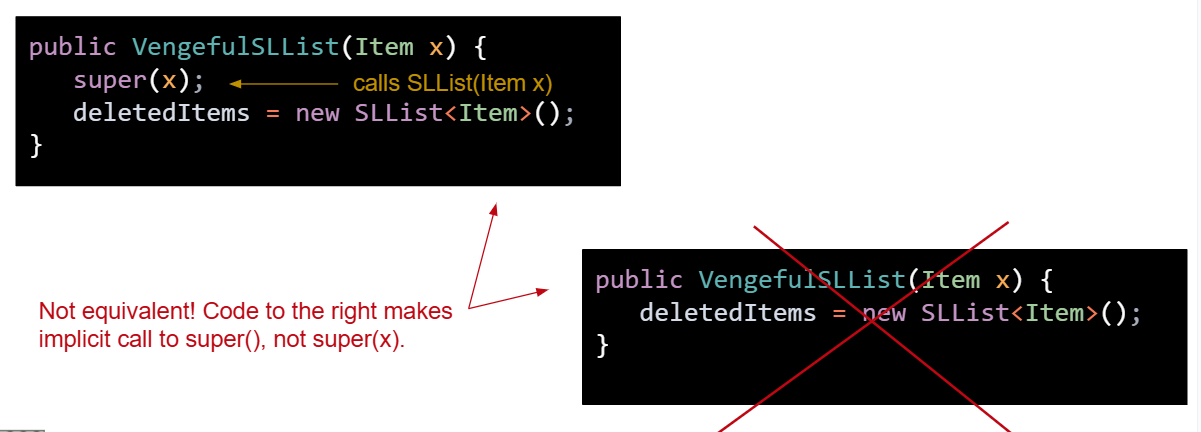 public VengefulSLList(Item x) {
super(x);
calls SLList(Item x)
deletedItems = new SLList<Item>();
}
Not equivalent! Code to the right makes
implicit call to super(), not super(x).
public VengefulSLList(Item x) {
deletedItems = new SLList<Item>();
}